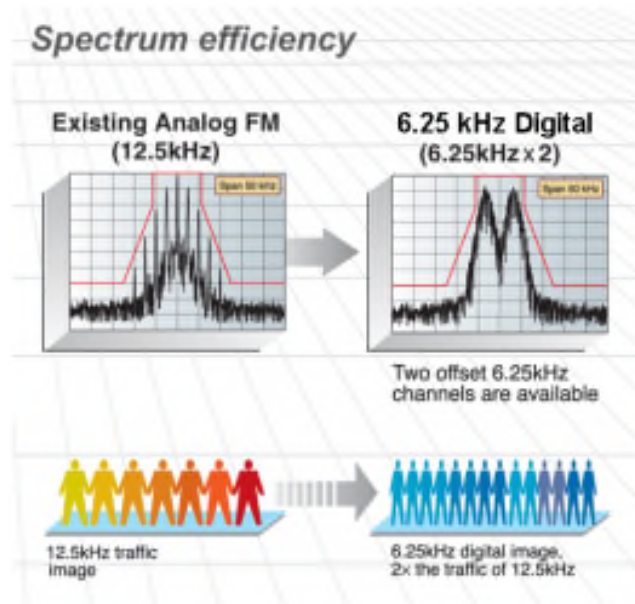 Spectrum efficiency
Existing Analog FM
(12.5kHz)
6.25 kHz Digital
(6.25kHz x 2)
Span 50 kHz
Span 50 kHz
Two offset 6.25kHz
channels are available
12.5kHz traffic
image
6.25kHz digital image,
2x the traffic of 12.5kHz